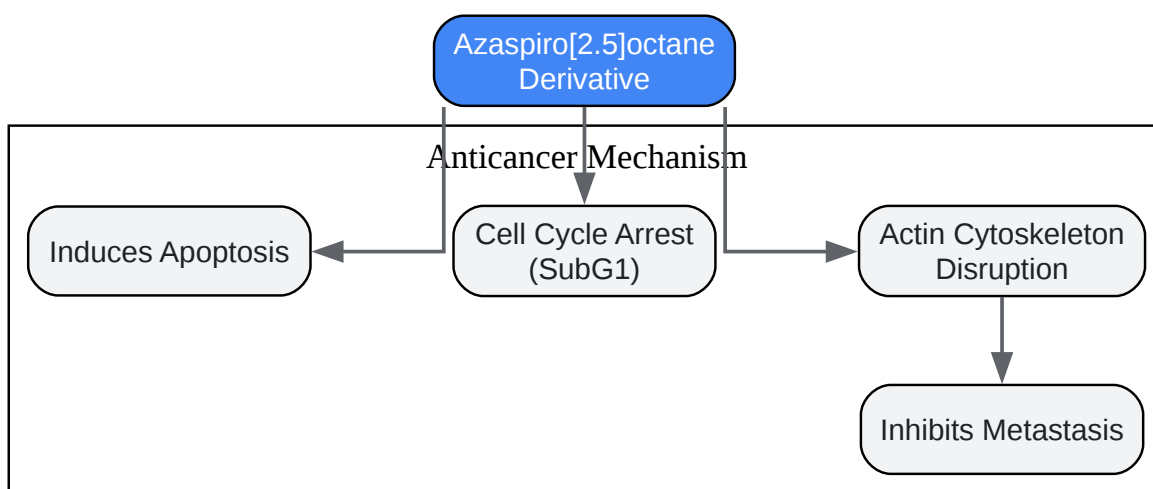 Azaspiro[2.5]octane
Derivative
Anticancer Mechanism
Induces Apoptosis
Cell Cycle Arrest
(SubG1)
Actin Cytoskeleton
Disruption
Inhibits Metastasis